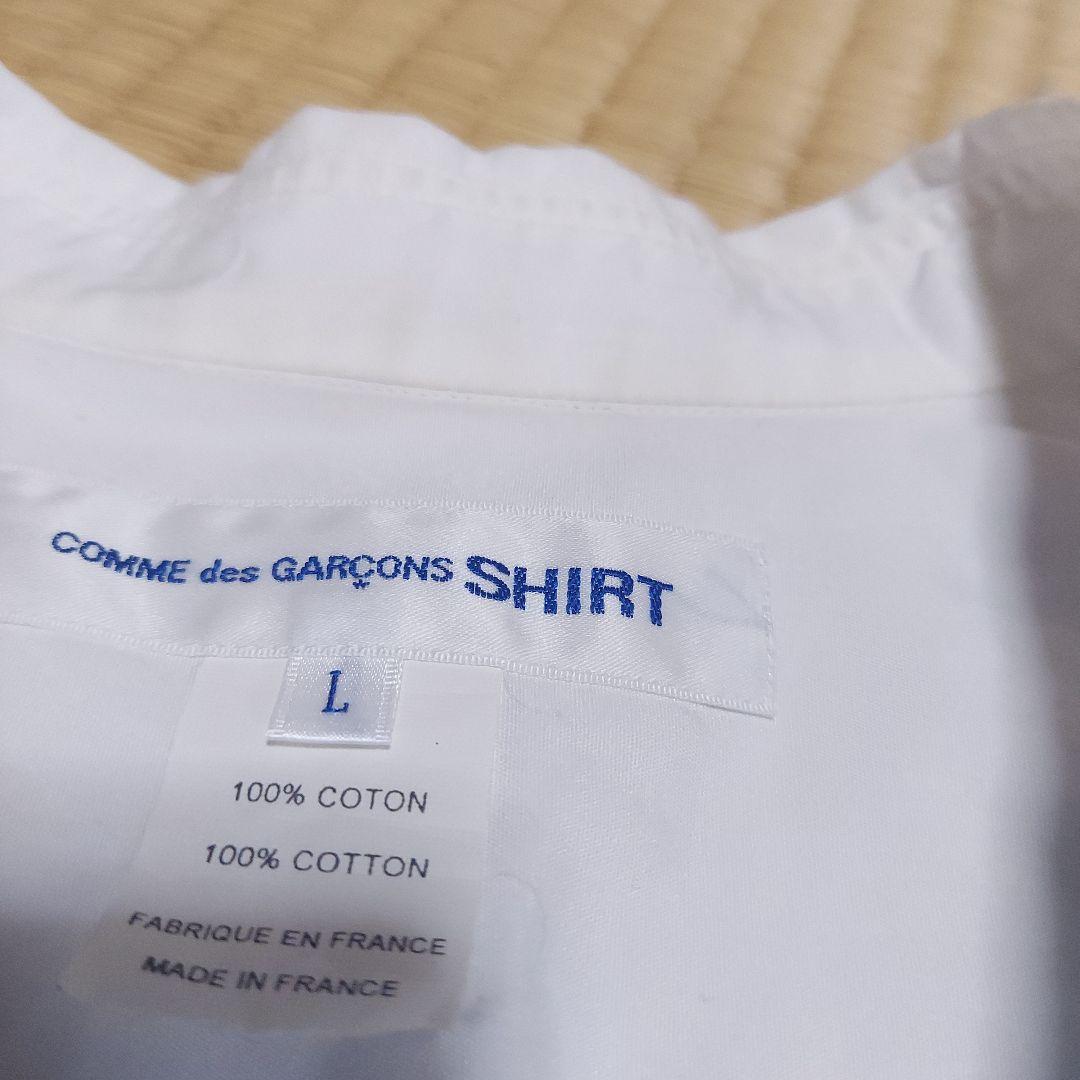 COMME des GARÇONS SHIRT
L
100% COTON
100% COTTON
FABRIQUE EN FRANCE
MADE IN FRANCE